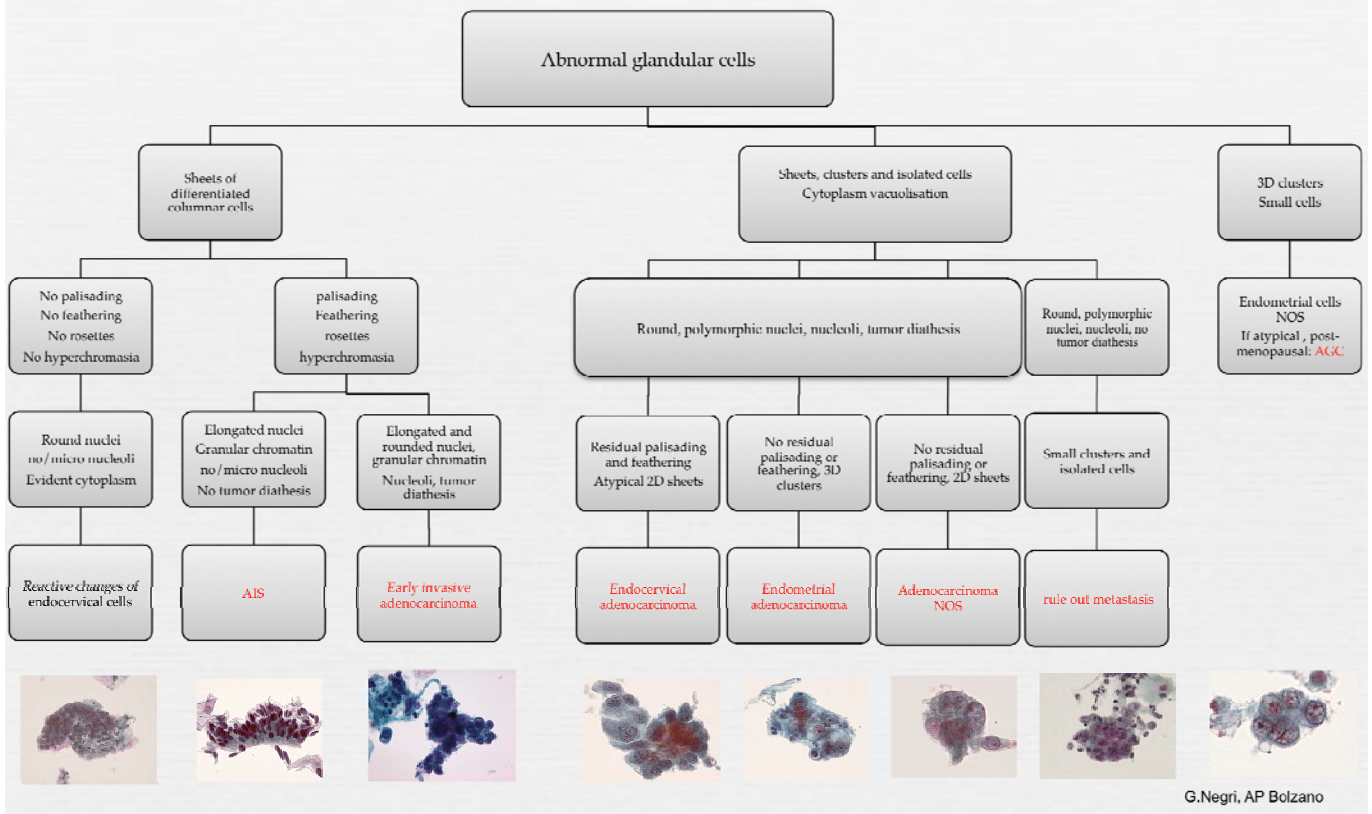 Abnormal glandular cells
Sheets of
differentiated
columnar cells
Sheets, clusters and isolated cells
Cytoplasm vacuolisation
3D clusters
Small cells
No palising
No feathering
No rosettes
No hyperchromasia
palisading
Feathering
rosettes
hyperchromasia
Round, polymorphic nuclei, nucleoli, tumor diathesis
Round, polymorphic
nuclei, nucleoli, no
tumor diathesis
Endometrial cells
NOS
If atypical , post-
menopausal: AGC
Round nuclei
no/micro nucleoli
Evident cytoplasm
Elongated nuclei
Granular chromatin
no/micro nucleoli
No tumor diathesis
Elongated and
rounded nuclei,
granular chromatin
Nucleoli, tumor
diathesis
Residual palisading
and feathering
Atypical 2D sheets
No residual
palisading or
feathering, 3D
clusters
No residual
palisading or
feathering, 2D sheets
Small clusters and
isolated cells
Reactive changes of
endocervical cells
AIS
Early invasive
adenocarcinoma
Endocervical
adenocarcinoma
Endometrial
adenocarcinoma
Adenocarcinoma
NOS
rule out metastasis
G.Negri, AP Bolzano